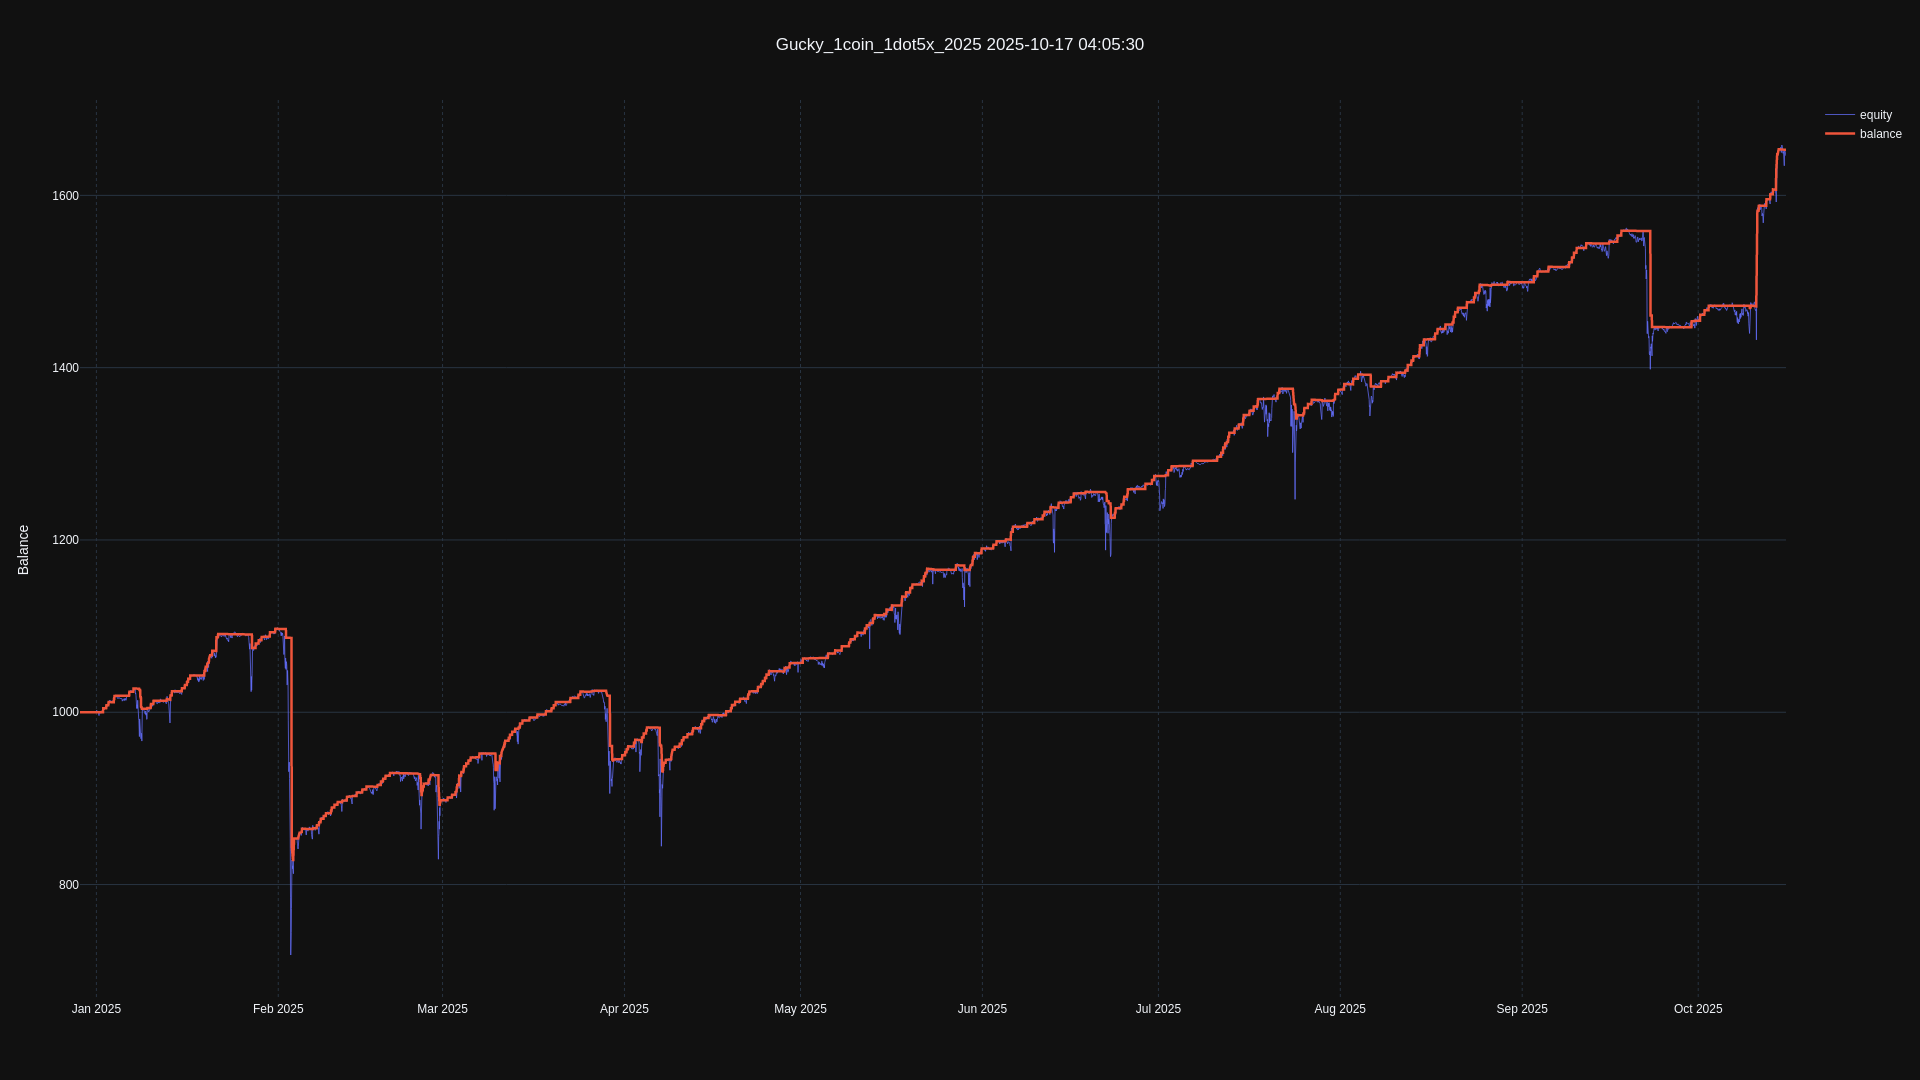 Gucky_1coin_1dot5x_2025 2025-10-17 04:05:30
equity
balance
Balance
1600
1400
1200
1000
800
Jan 2025
Feb 2025
Mar 2025
Apr 2025
May 2025
Jun 2025
Jul 2025
Aug 2025
Sep 2025
Oct 2025